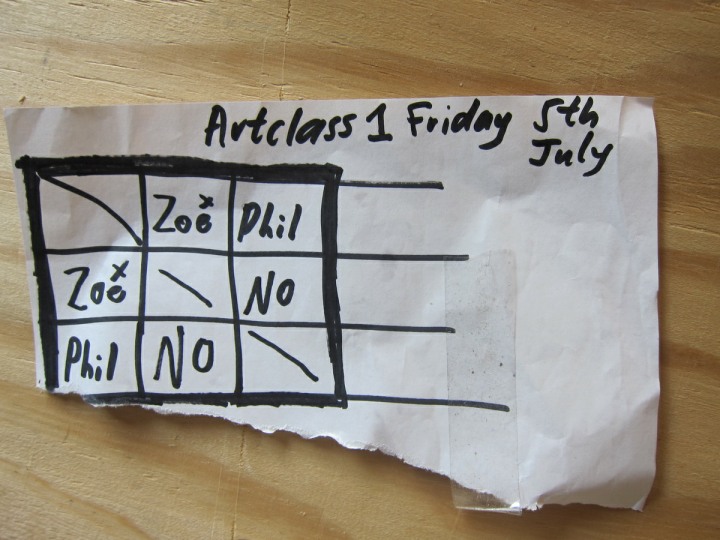 Artclass 1 Friday 5th
July
Zoë Phil
Zoë NO
Phil NO